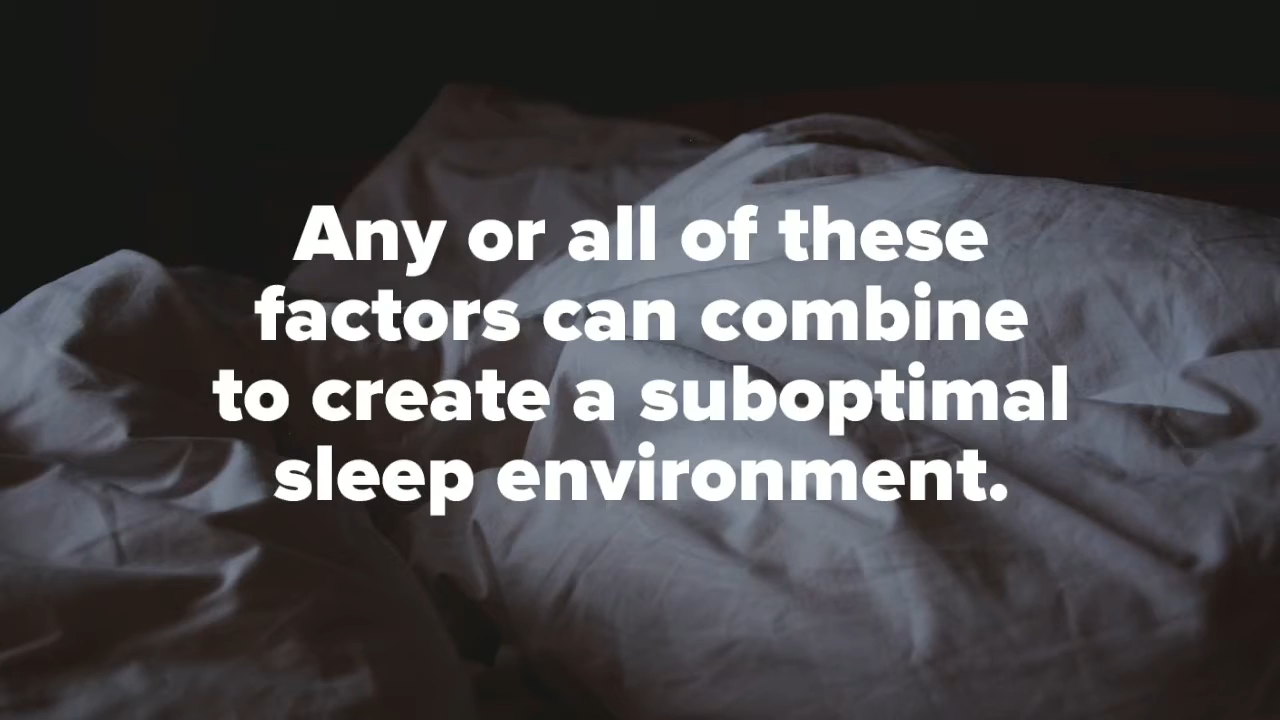 Any or all of these
factors can combine
to create a suboptimal
sleep environment.